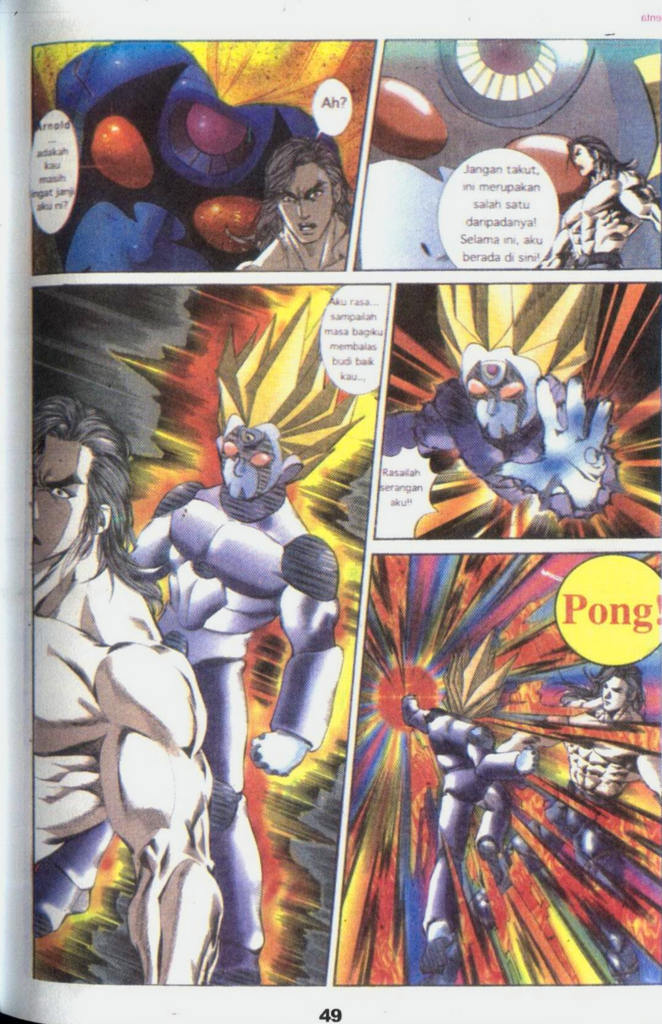 Ah?
Arnold
...
adakah
kau
masih
ingat janji
aku ni?
Jangan takut,
ini merupakan
salah satu
daripadanya!
Selama ini, aku
berada di sini!
Aku rasa...
sampailah
masa bagiku
membalas
budi baik
kau...
Rasailah
serangan
aku!!
Pong!
49